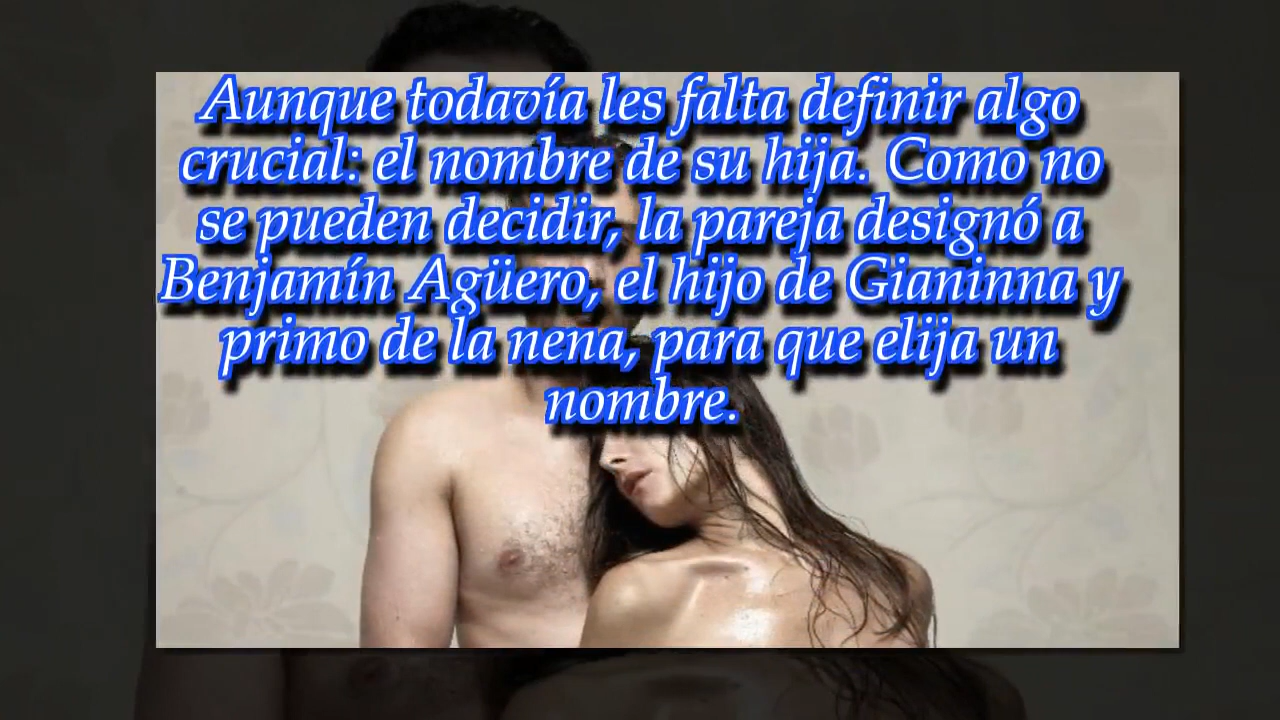 Aunque todavía les falta definir algo
crucial: el nombre de su hija. Como no
se pueden decidir, la pareja designó a
Benjamín Agüero, el hijo de Gianinna y
primo de la nena, para que elija un
nombre.